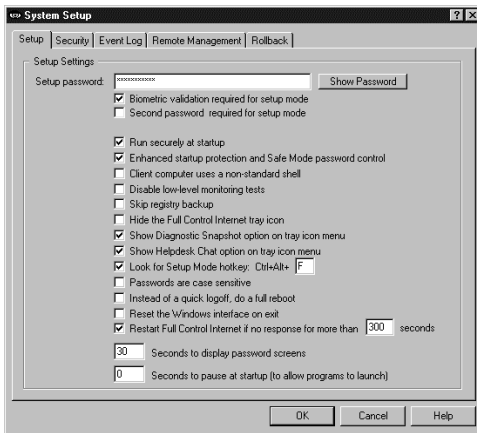 System Setup
Setup Security Event Log Remote Management Rollback
Setup Settings
Setup password: xxxxxxxxxxx Show Password
Biometric validation required for setup mode
Second password required for setup mode
Run securely at startup
Enhanced startup protection and Safe Mode password control
Client computer uses a non-standard shell
Disable low-level monitoring tests
Skip registry backup
Hide the Full Control Internet tray icon
Show Diagnostic Snapshot option on tray icon menu
Show Helpdesk Chat option on tray icon menu
Look for Setup Mode hotkey: Ctrl+Alt+ F
Passwords are case sensitive
Instead of a quick logoff, do a full reboot
Reset the Windows interface on exit
Restart Full Control Internet if no response for more than 300 seconds
30 Seconds to display password screens
0 Seconds to pause at startup (to allow programs to launch)
OK Cancel Help